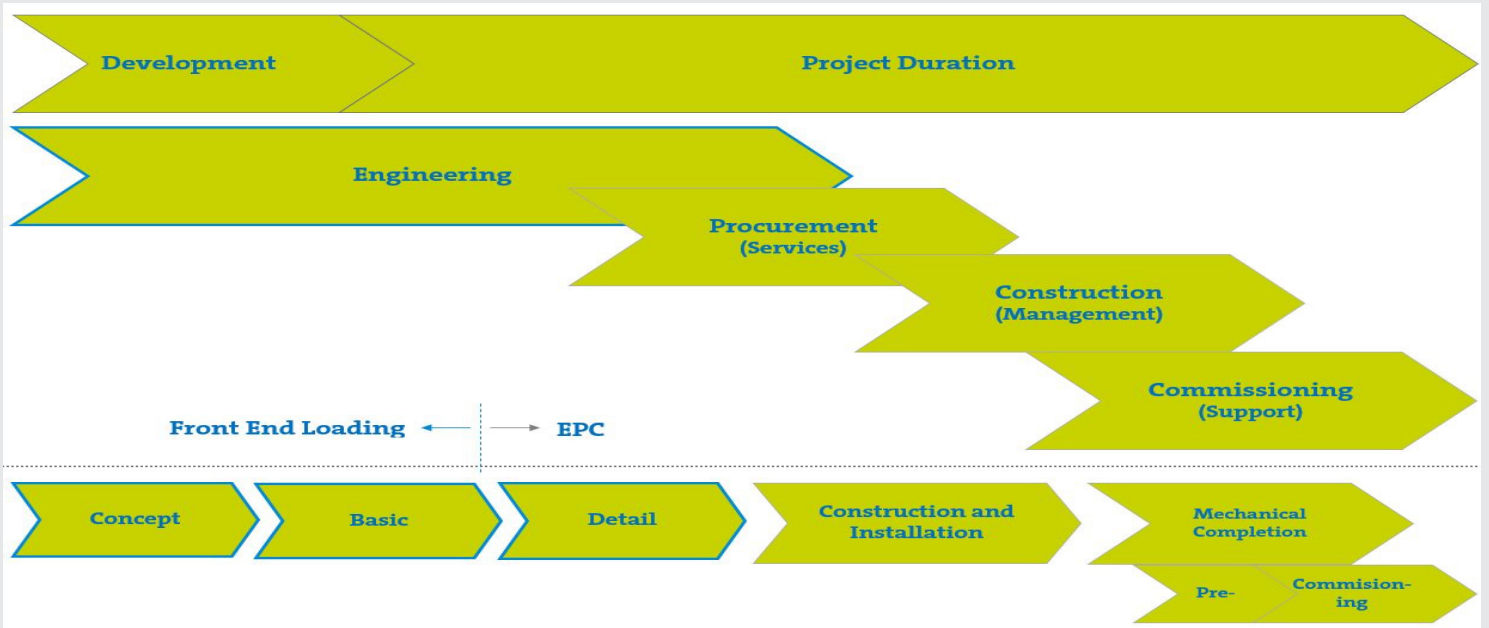 Development
Project Duration
Engineering
Procurement
(Services)
Construction
(Management)
Commissioning
(Support)
Front End Loading
EPC
Concept
Basic
Detail
Construction and
Installation
Mechanical
Completion
Pre-
Commision-
ing